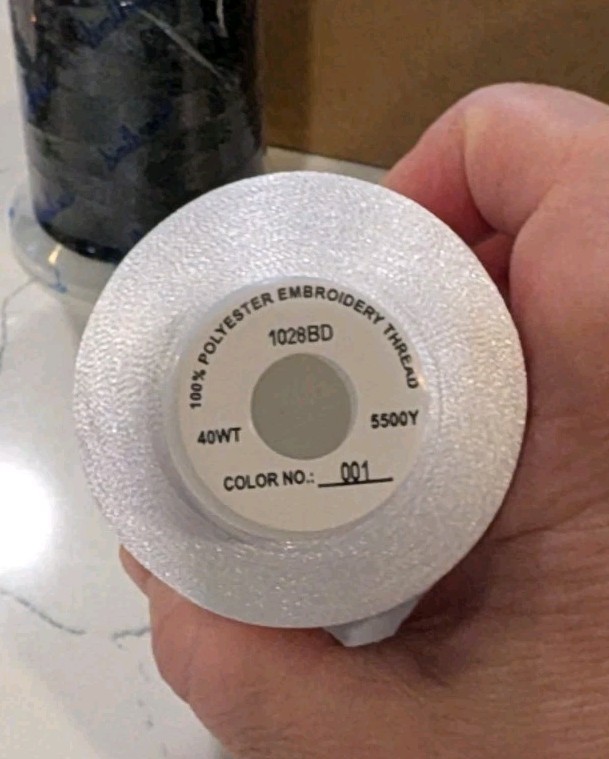 100% POLYESTER EMBROIDERY THREAD
1028BD
40WT
5500Y
COLOR NO.: 001